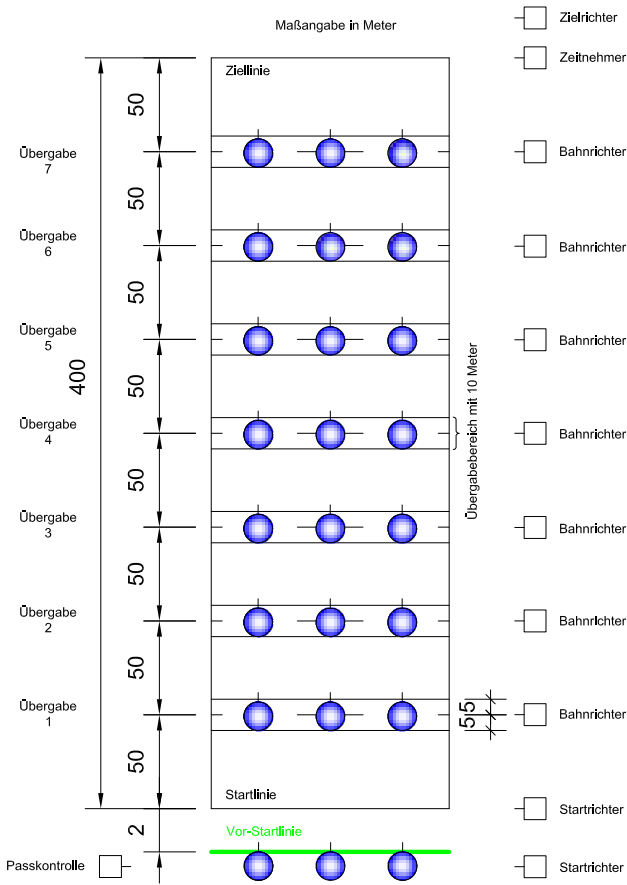 Maßangabe in Meter
Zielrichter
Zeitnehmer
Ziellinie
50
Übergabe
7
Bahnrichter
50
Übergabe
6
Bahnrichter
50
Übergabe
5
Bahnrichter
400
50
Übergabe
4
Übergabebereich mit 10 Meter
Bahnrichter
50
Übergabe
3
Bahnrichter
50
Übergabe
2
Bahnrichter
50
Übergabe
1
5
5
Bahnrichter
50
Startlinie
Startrichter
2
Vor-Startlinie
Passkontrolle
Startrichter